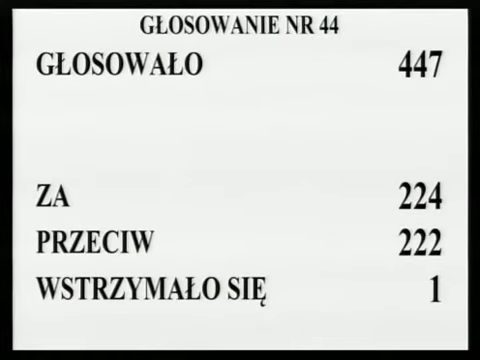 GŁOSOWANIE NR 44
GŁOSOWAŁO 447
ZA 224
PRZECIW 222
WSTRZYMAŁO SIĘ 1